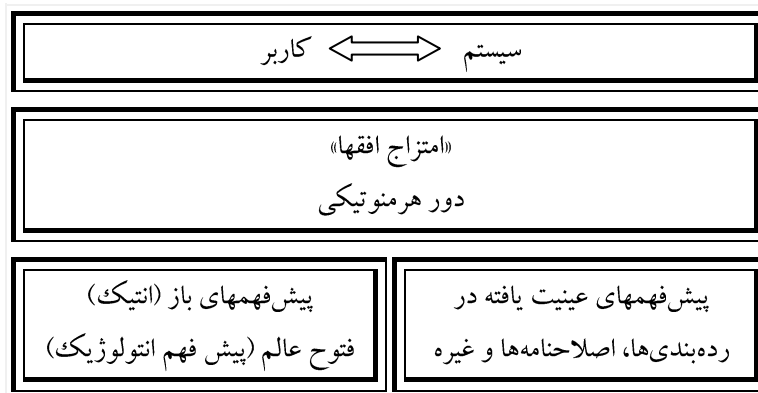 سیستم کاربر
«امتزاج افقها»
دور هرمنوتیکی
پیش‌فهمهای عینیت یافته در
رده‌بندی‌ها، اصلاحنامه‌ها و غیره
پیش‌فهمهای باز (انتیک)
فتوح عالم (پیش فهم انتولوژیک)